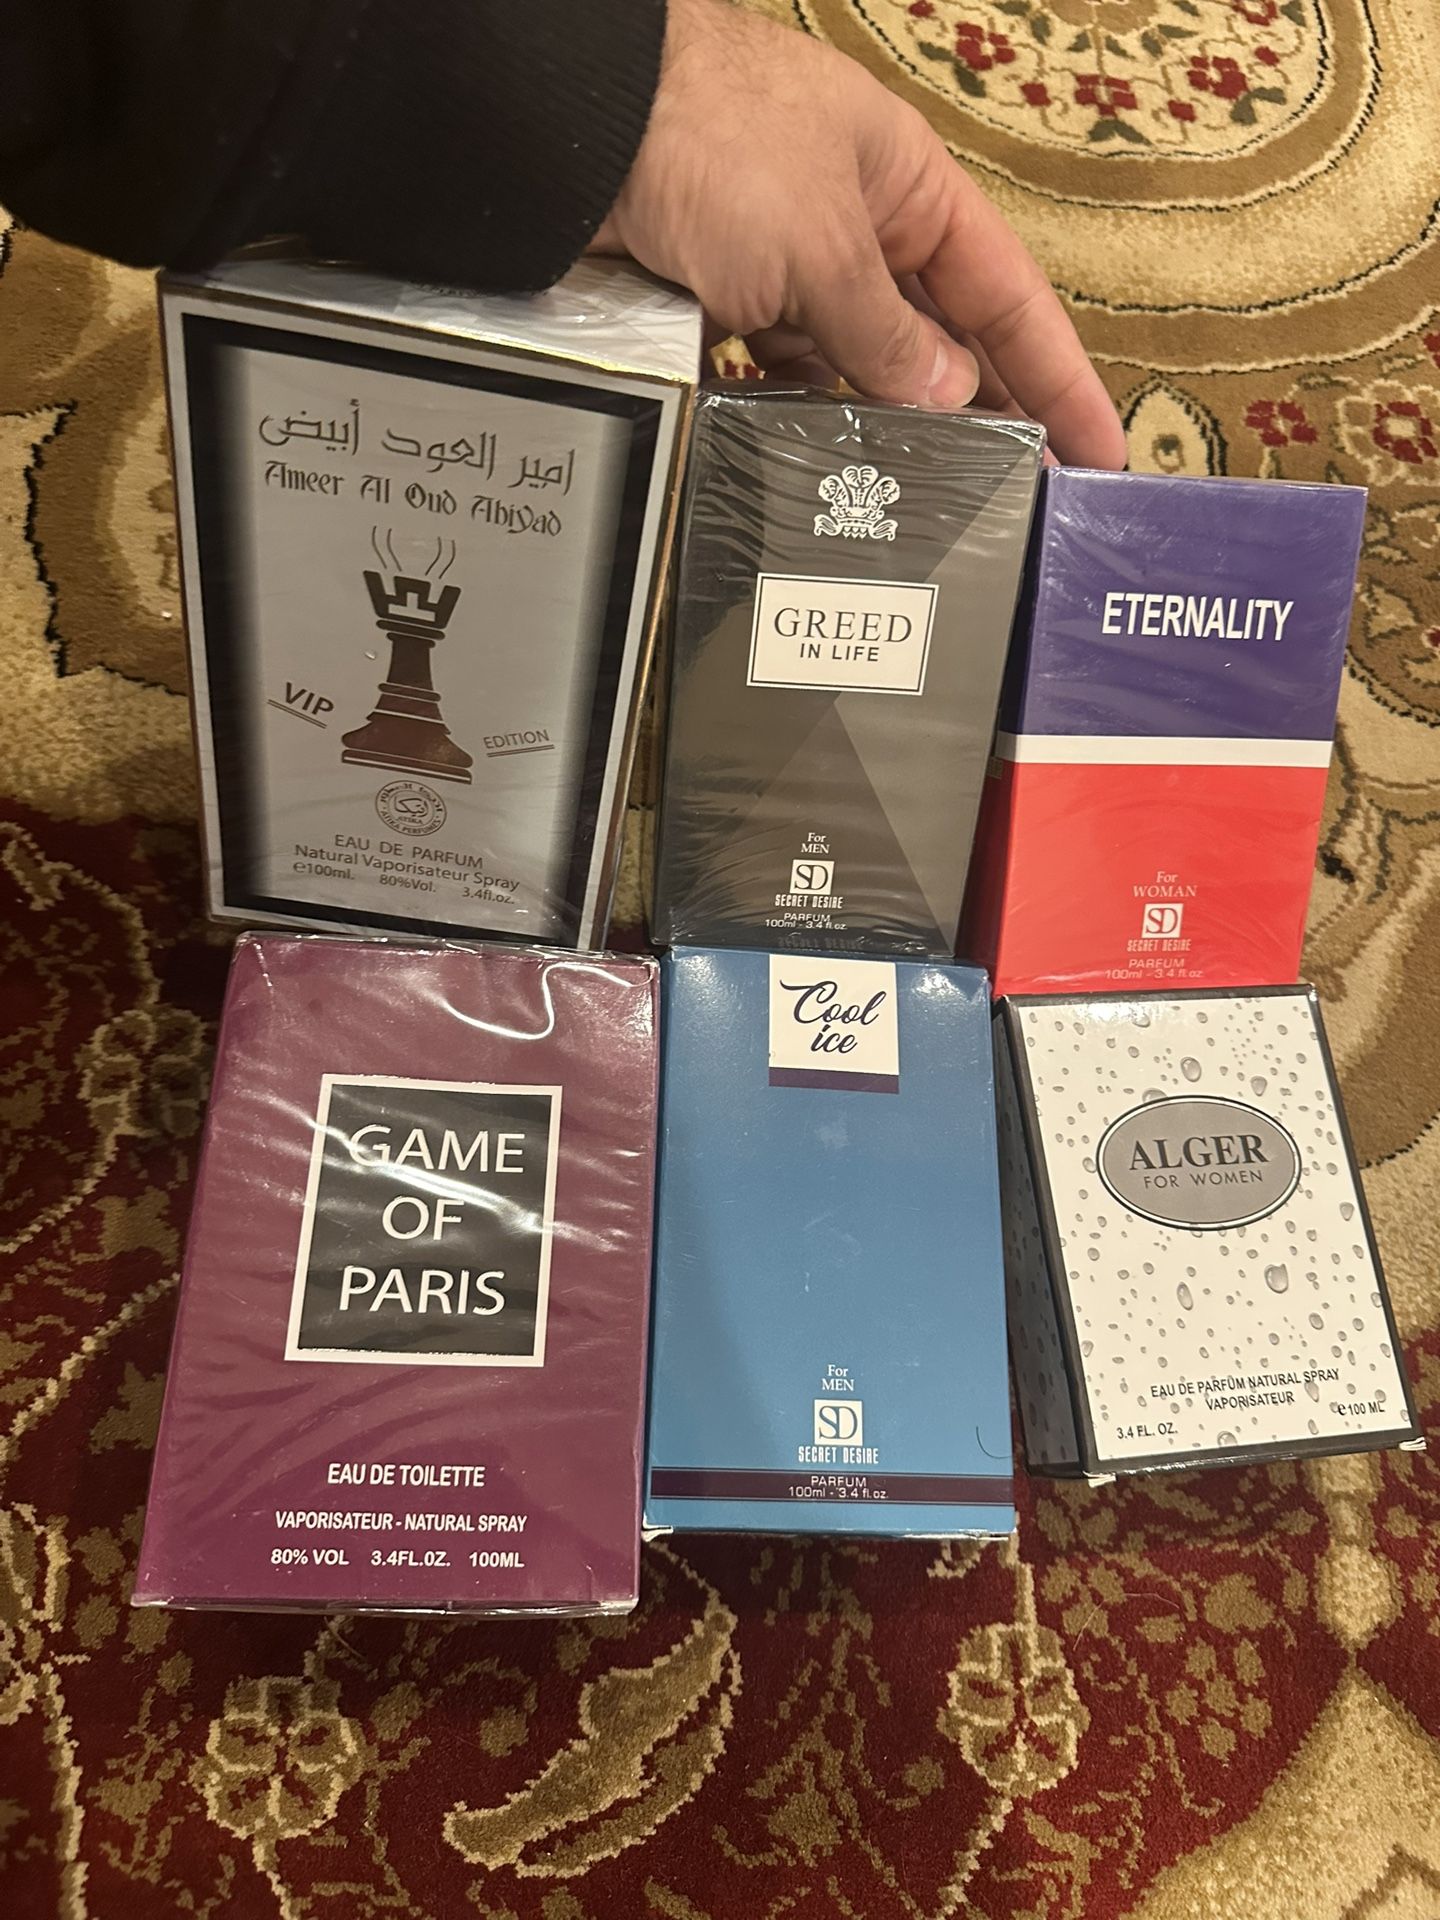 امير العود أبيض
Ameer Al Oud Abiyad
VIP
EDITION
ATIKA PERFUMES
EAU DE PARFUM
Natural Vaporisateur Spray
e100ml. 80%Vol. 3.4fl.oz.
GREED
IN LIFE
For
MEN
SD
SECRET DESIRE
PARFUM
100ml - 3.4 fl.oz.
ETERNALITY
For
WOMAN
SD
SECRET DESIRE
PARFUM
100ml - 3.4 fl.oz.
GAME
OF
PARIS
EAU DE TOILETTE
VAPORISATEUR - NATURAL SPRAY
80% VOL 3.4FL.OZ. 100ML
Cool
ice
For
MEN
SD
SECRET DESIRE
PARFUM
100ml - 3.4 fl.oz.
ALGER
FOR WOMEN
EAU DE PARFUM NATURAL SPRAY
VAPORISATEUR
3.4 FL. OZ. e100 ML